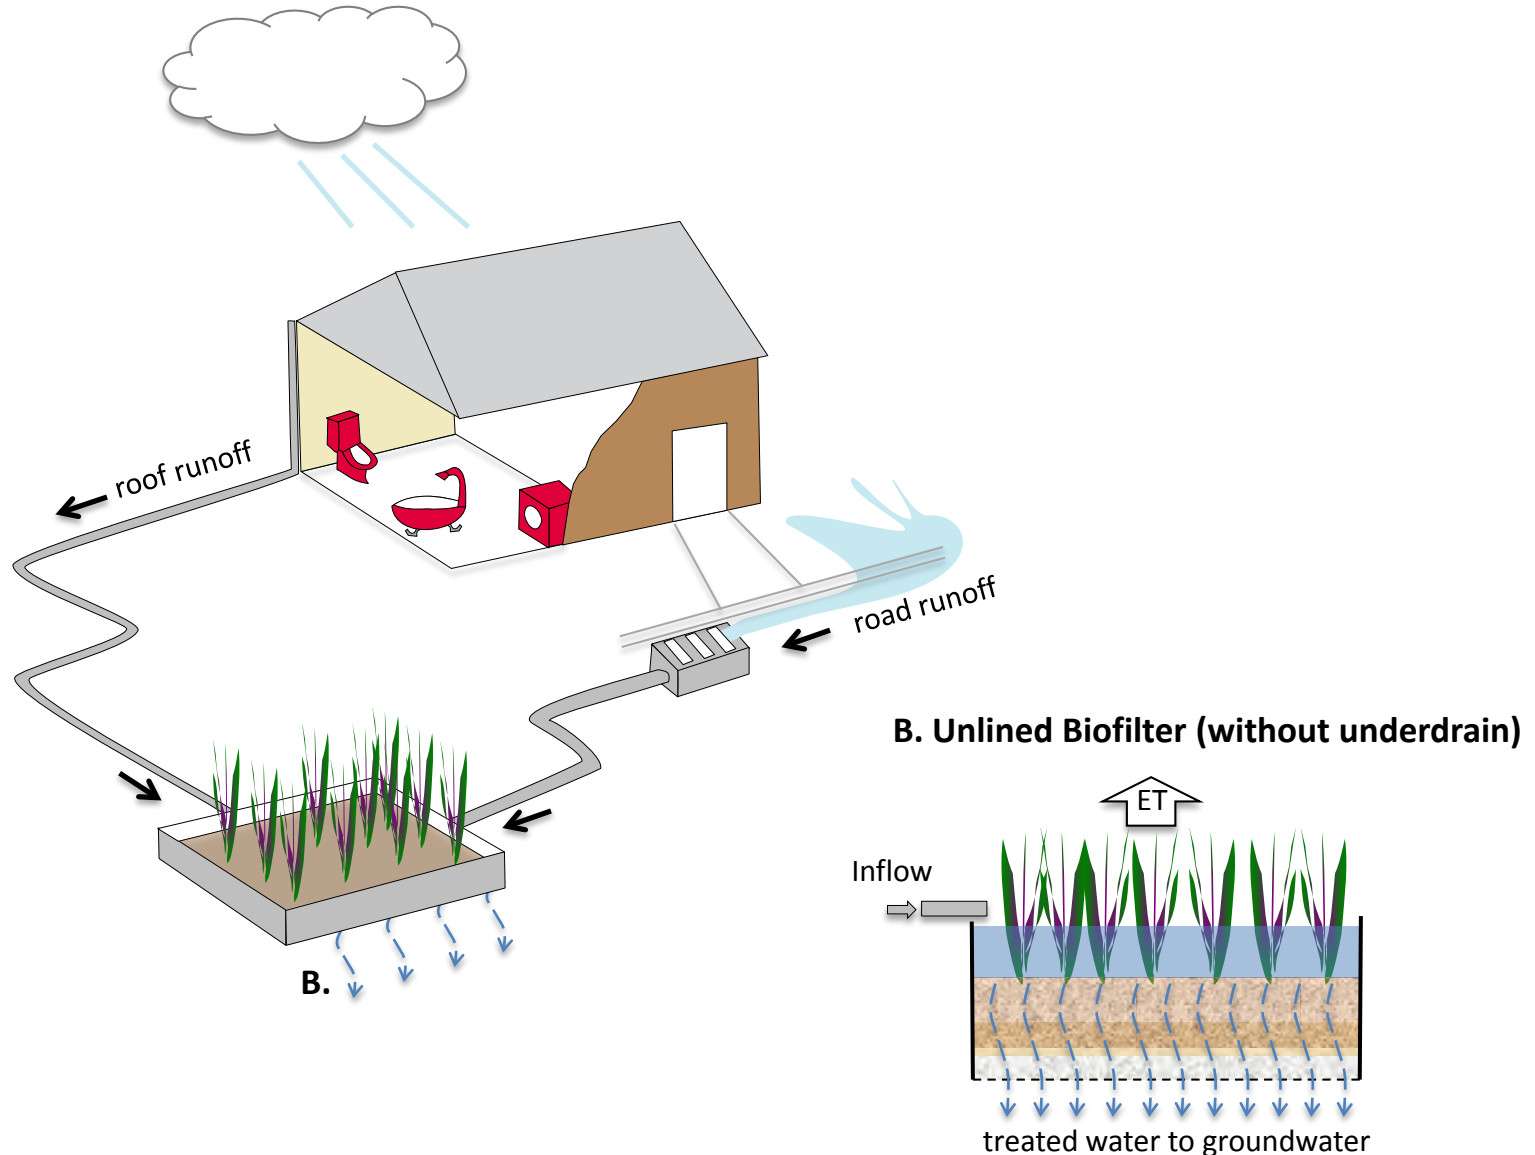 roof runoff
road runoff
B. Unlined Biofilter (without underdrain)
ET
Inflow
B.
treated water to groundwater